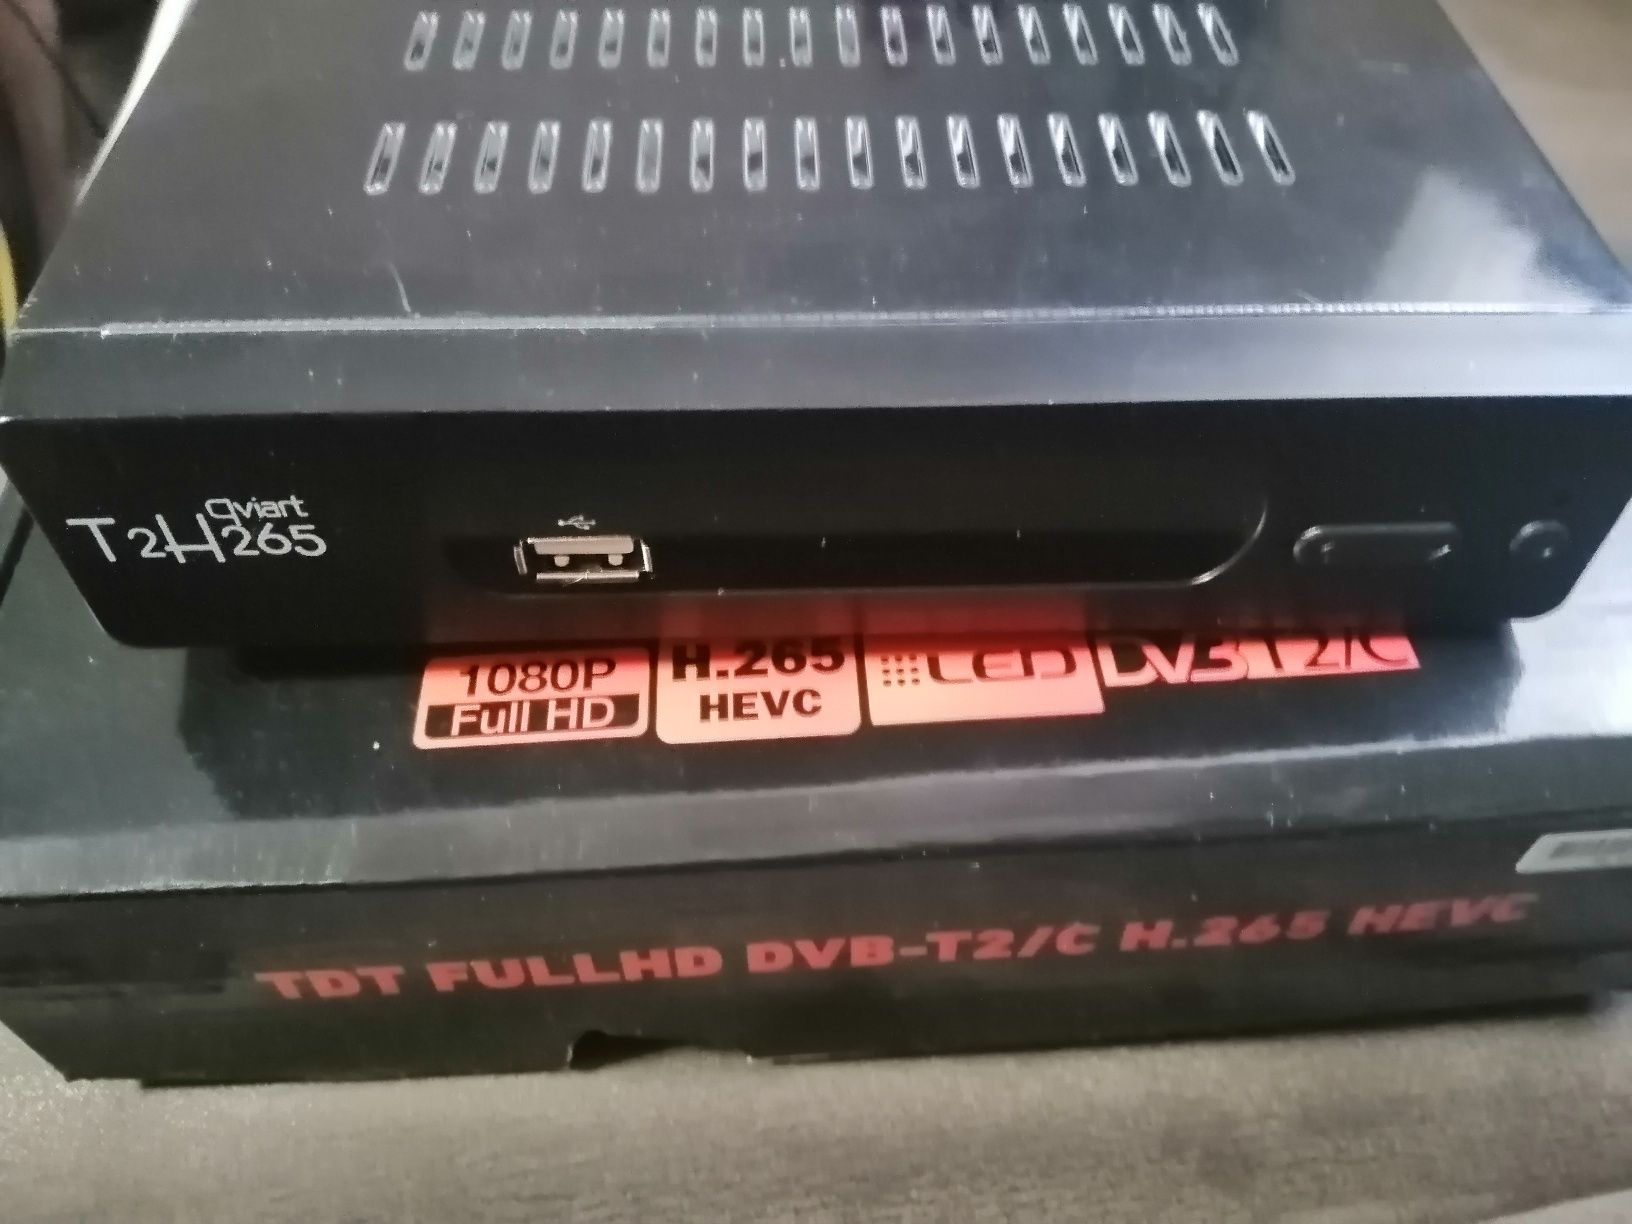 qviart
T2H265
1080P
Full HD
H.265
HEVC
LED
DVB T2/C
TDT FULLHD DVB-T2/C H.265 HEVC